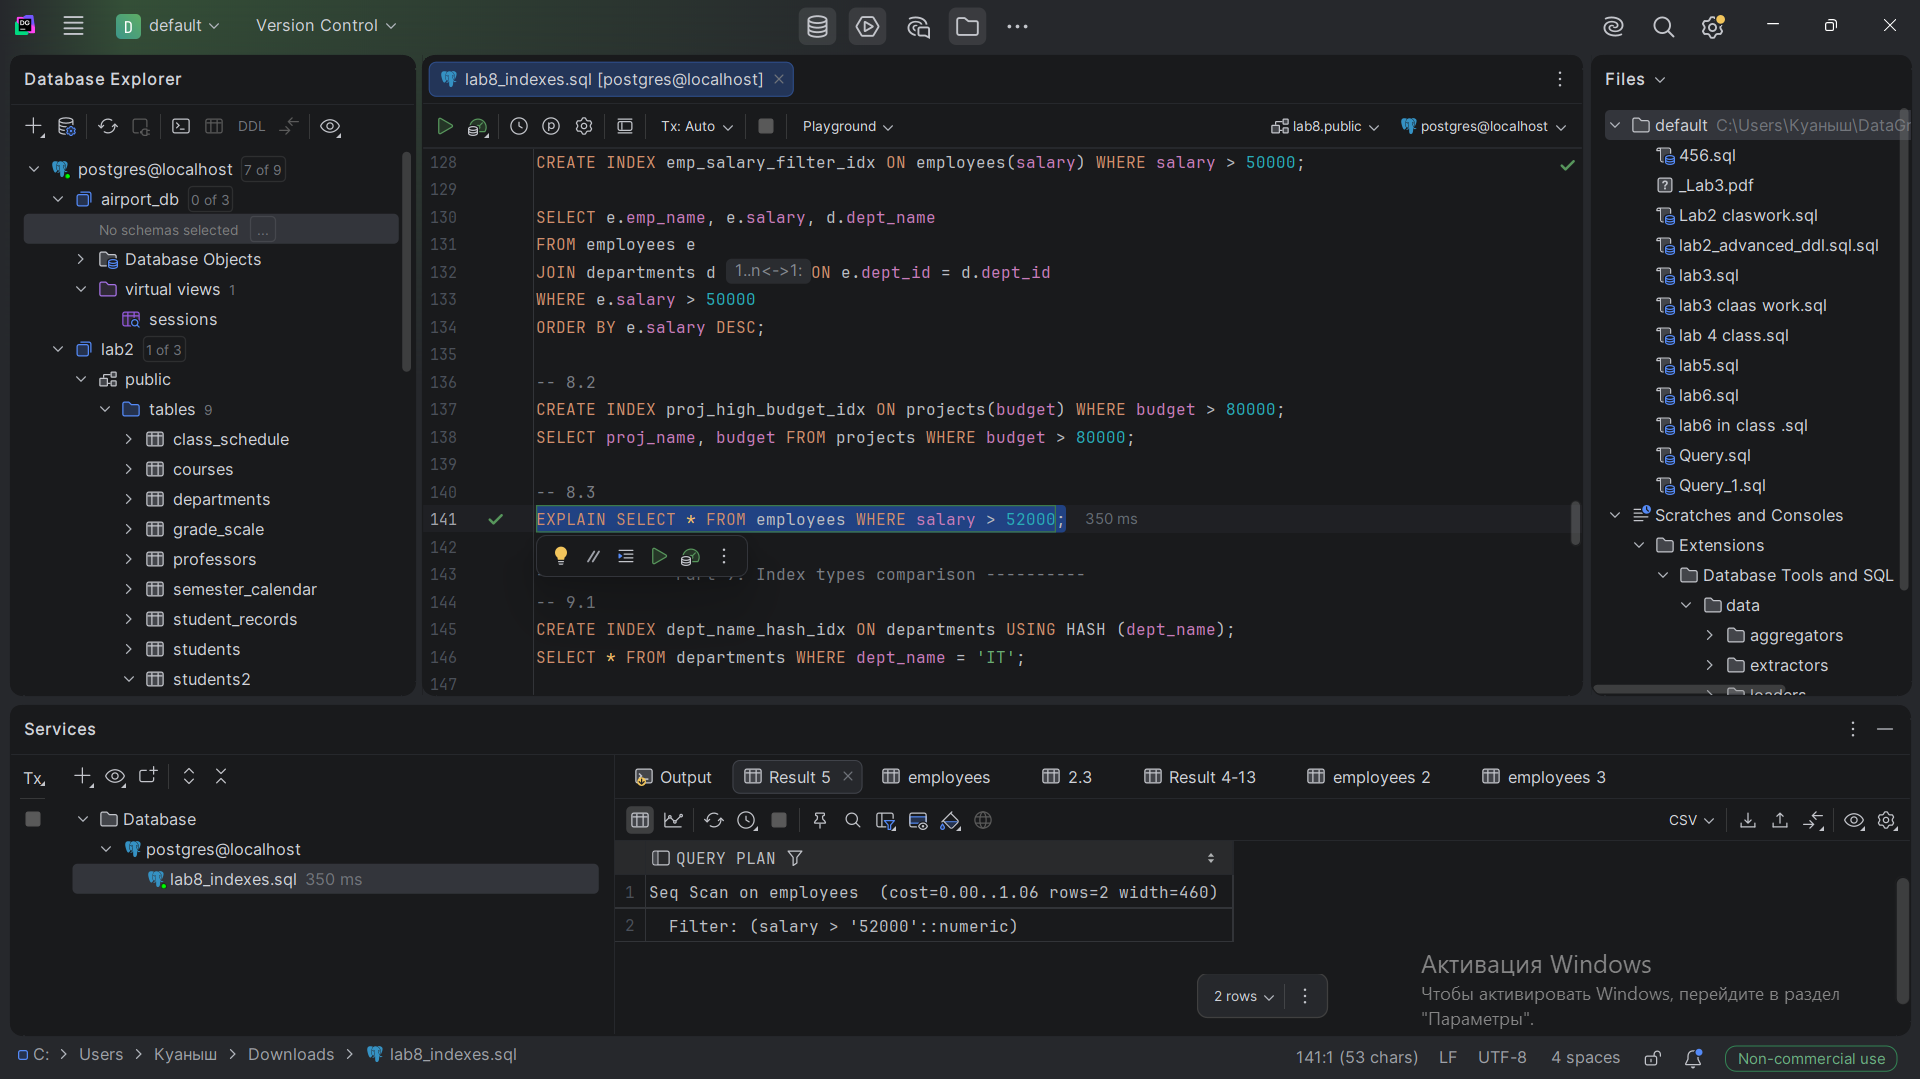 D default
Version Control
Database Explorer
DDL
postgres@localhost 7 of 9
airport_db 0 of 3
No schemas selected ...
Database Objects
virtual views 1
sessions
lab2 1 of 3
public
tables 9
class_schedule
courses
departments
grade_scale
professors
semester_calendar
student_records
students
students2
lab8_indexes.sql [postgres@localhost]
Tx: Auto
Playground
lab8.public
postgres@localhost
128 CREATE INDEX emp_salary_filter_idx ON employees(salary) WHERE salary > 50000;
129
130 SELECT e.emp_name, e.salary, d.dept_name
131 FROM employees e
132 JOIN departments d 1..n<->1: ON e.dept_id = d.dept_id
133 WHERE e.salary > 50000
134 ORDER BY e.salary DESC;
135
136 -- 8.2
137 CREATE INDEX proj_high_budget_idx ON projects(budget) WHERE budget > 80000;
138 SELECT proj_name, budget FROM projects WHERE budget > 80000;
139
140 -- 8.3
141 EXPLAIN SELECT * FROM employees WHERE salary > 52000; 350 ms
142
143 Index types comparison ----------
144 -- 9.1
145 CREATE INDEX dept_name_hash_idx ON departments USING HASH (dept_name);
146 SELECT * FROM departments WHERE dept_name = 'IT';
147
Files
default C:\Users\Куаныш\DataGr
456.sql
_Lab3.pdf
Lab2 claswork.sql
lab2_advanced_ddl.sql.sql
lab3.sql
lab3 claas work.sql
lab 4 class.sql
lab5.sql
lab6.sql
lab6 in class .sql
Query.sql
Query_1.sql
Scratches and Consoles
Extensions
Database Tools and SQL
data
aggregators
extractors
loaders
Services
Tx
Database
postgres@localhost
lab8_indexes.sql 350 ms
Output
Result 5
employees
2.3
Result 4-13
employees 2
employees 3
CSV
QUERY PLAN
1 Seq Scan on employees (cost=0.00..1.06 rows=2 width=460)
2 Filter: (salary > '52000'::numeric)
2 rows
Активация Windows
Чтобы активировать Windows, перейдите в раздел
"Параметры".
C: > Users > Куаныш > Downloads > lab8_indexes.sql
141:1 (53 chars)
LF
UTF-8
4 spaces
Non-commercial use